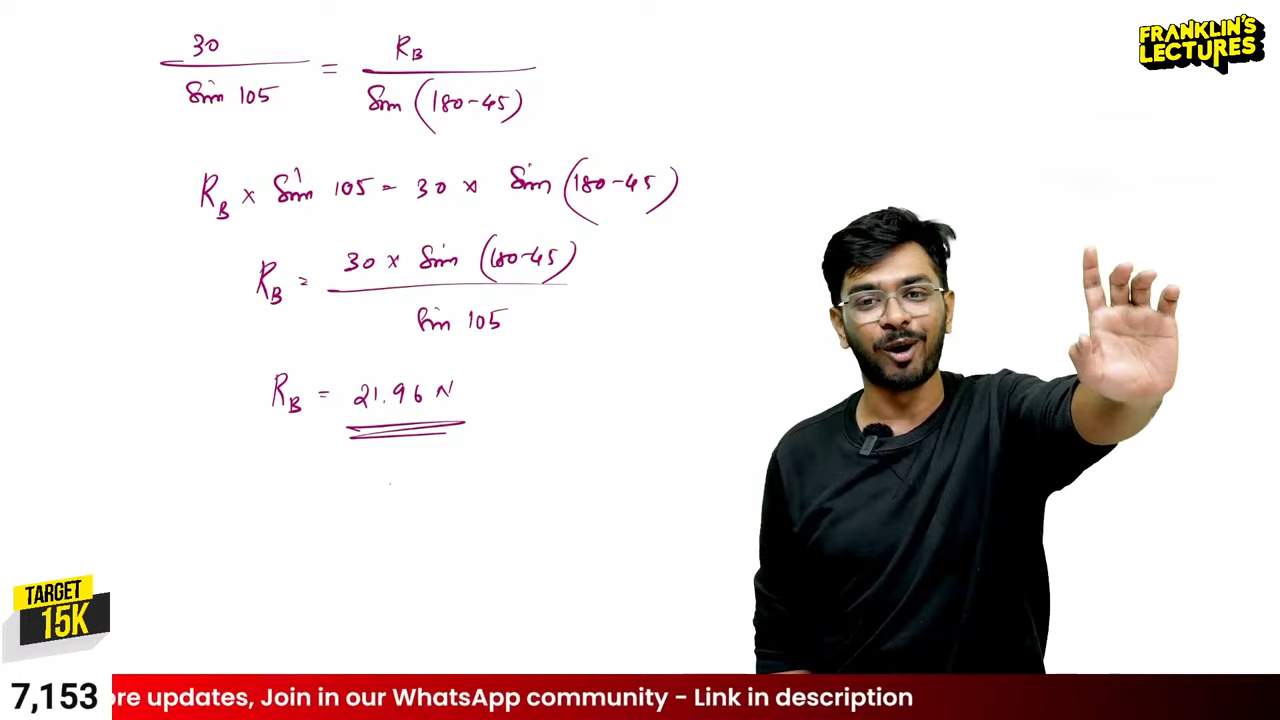 30 / sin 105 = R_B / sin (180-45)
R_B × sin 105 = 30 × sin (180-45)
R_B = 30 × sin (180-45) / sin 105
R_B = 21.96 N
FRANKLIN'S
LECTURES
TARGET
15K
7,153
ore updates, Join in our WhatsApp community - Link in description